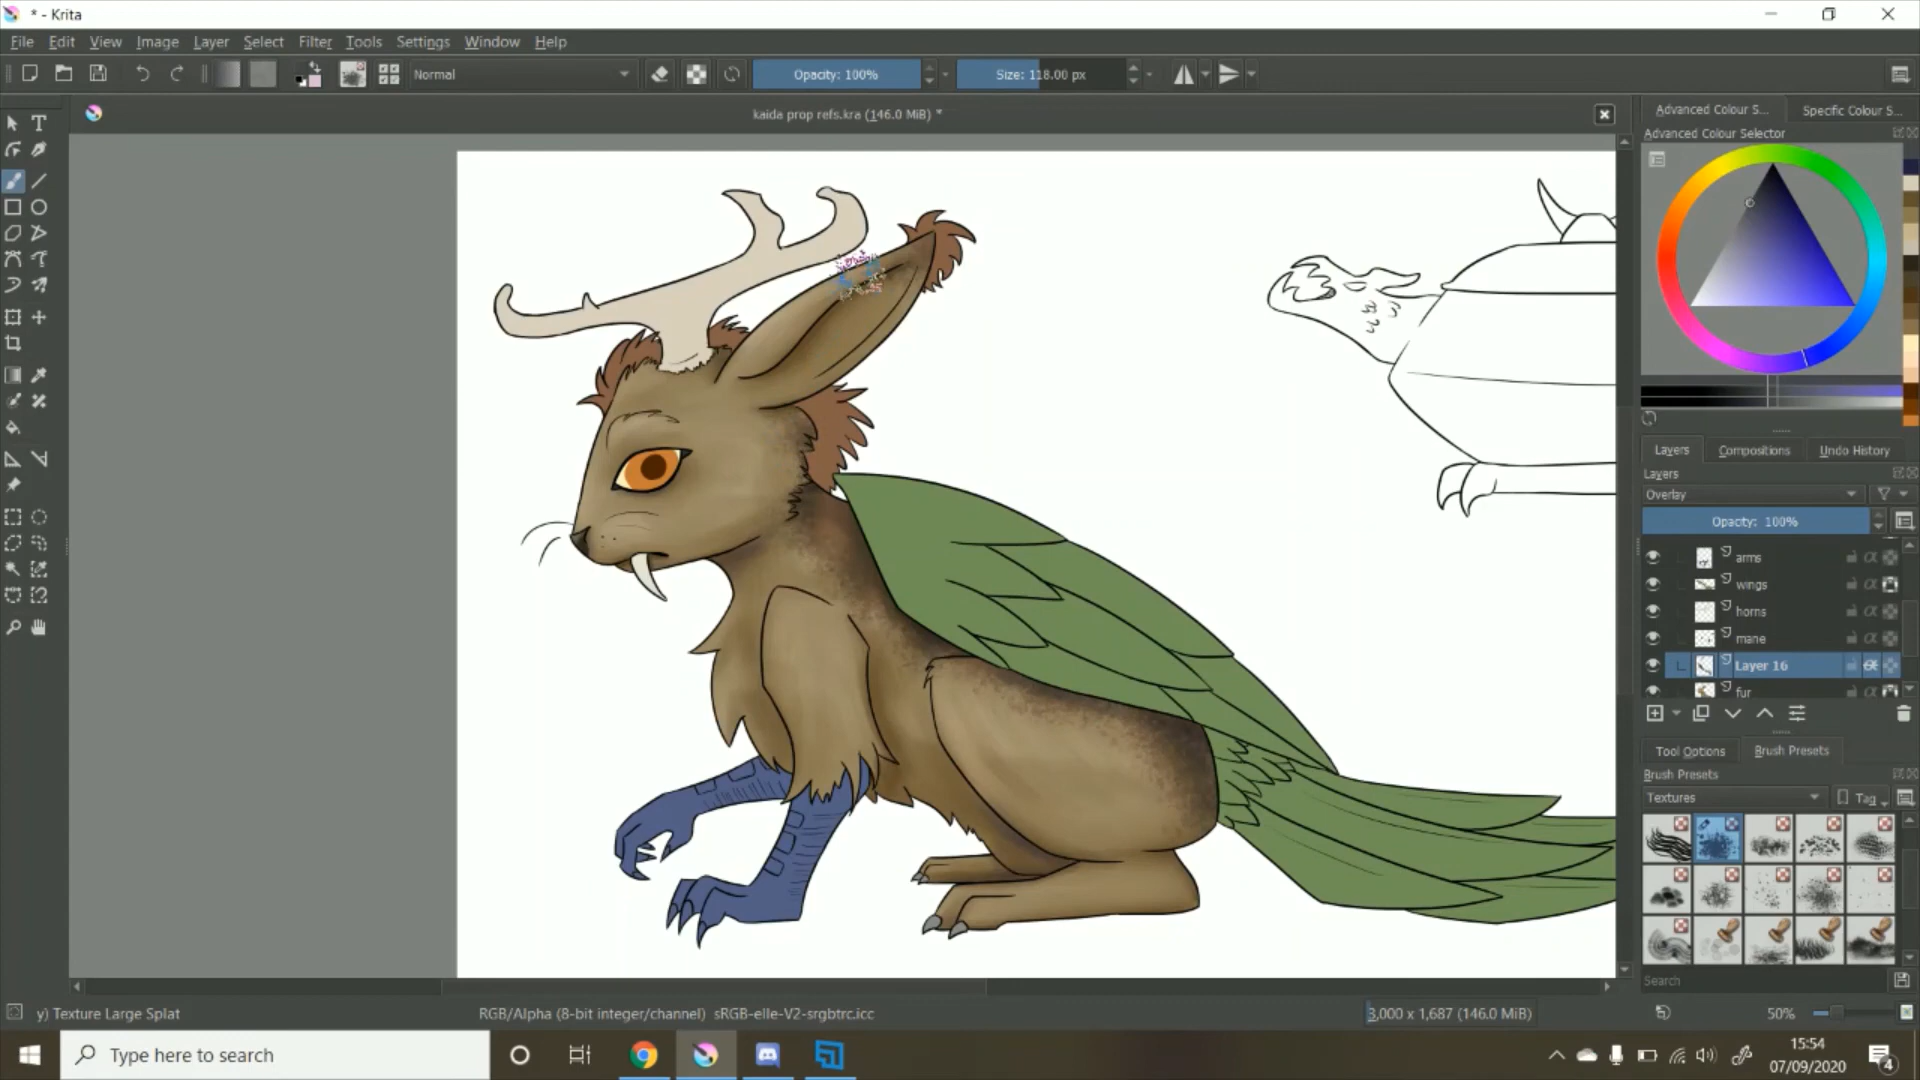 * - Krita
File Edit View Image Layer Select Filter Tools Settings Window Help
Normal
Opacity: 100%
Size: 118.00 px
kaida prop refs.kra (146.0 MiB) *
Advanced Colour S...
Specific Colour S...
Advanced Colour Selector
Layers
Compositions
Undo History
Layers
Overlay
Opacity: 100%
arms
wings
horns
mane
Layer 16
fur
Tool Options
Brush Presets
Brush Presets
Textures
Tag
Search
y) Texture Large Splat
RGB/Alpha (8-bit integer/channel) sRGB-elle-V2-srgbtrc.icc
3,000 x 1,687 (146.0 MiB)
50%
Type here to search
15:54
07/09/2020
4